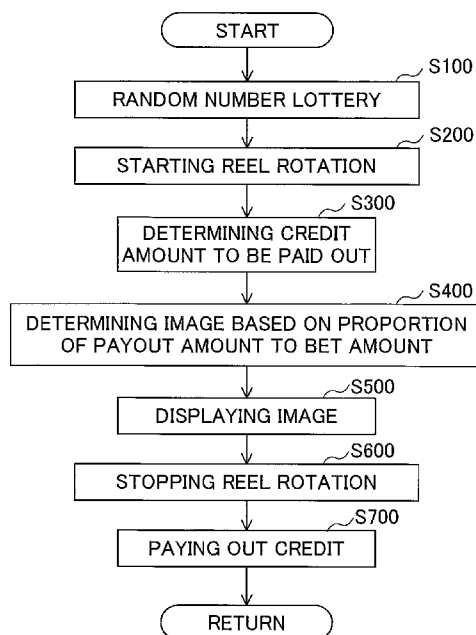 START
S100
RANDOM NUMBER LOTTERY
S200
STARTING REEL ROTATION
S300
DETERMINING CREDIT
AMOUNT TO BE PAID OUT
S400
DETERMINING IMAGE BASED ON PROPORTION
OF PAYOUT AMOUNT TO BET AMOUNT
S500
DISPLAYING IMAGE
S600
STOPPING REEL ROTATION
S700
PAYING OUT CREDIT
RETURN